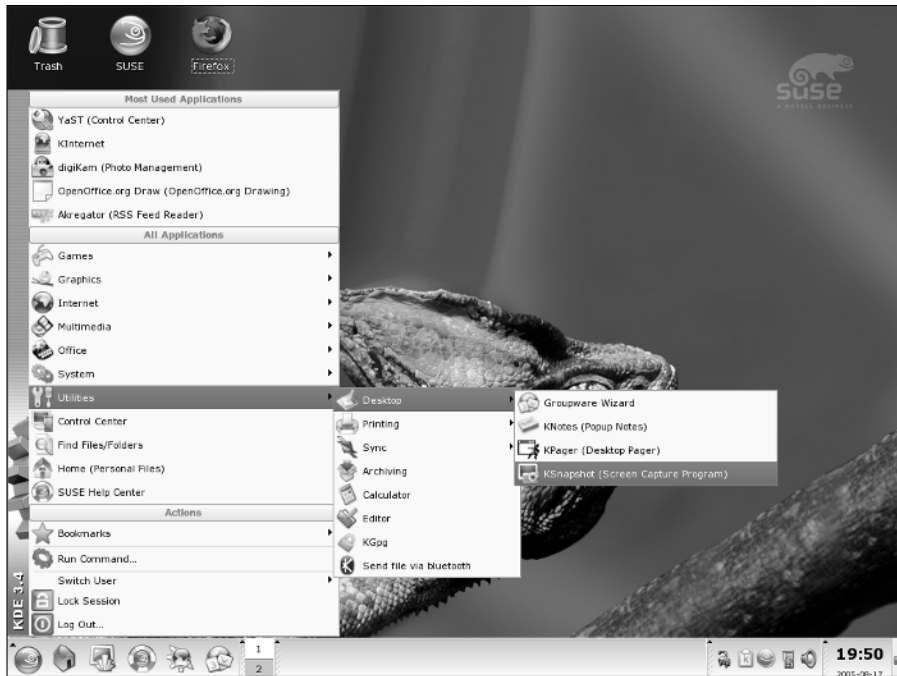 Trash
SUSE
Firefox
SUSE
A NOVELL BUSINESS
Most Used Applications
YaST (Control Center)
KInternet
digiKam (Photo Management)
OpenOffice.org Draw (OpenOffice.org Drawing)
Akregator (RSS Feed Reader)
All Applications
Games
Graphics
Internet
Multimedia
Office
System
Utilities
Control Center
Find Files/Folders
Home (Personal Files)
SUSE Help Center
Actions
Bookmarks
Run Command...
Switch User
Lock Session
Log Out...
KDE 3.4
Desktop
Printing
Sync
Archiving
Calculator
Editor
KGpg
Send file via bluetooth
Groupware Wizard
KNotes (Popup Notes)
KPager (Desktop Pager)
KSnapshot (Screen Capture Program)
1
2
19:50
2005-08-17